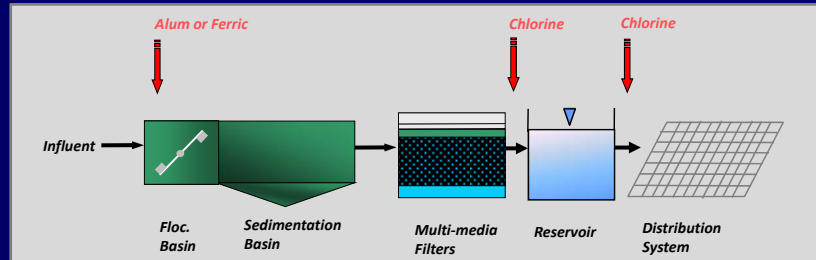 Alum or Ferric
Chlorine
Chlorine
Influent
Floc.
Basin
Sedimentation
Basin
Multi-media
Filters
Reservoir
Distribution
System